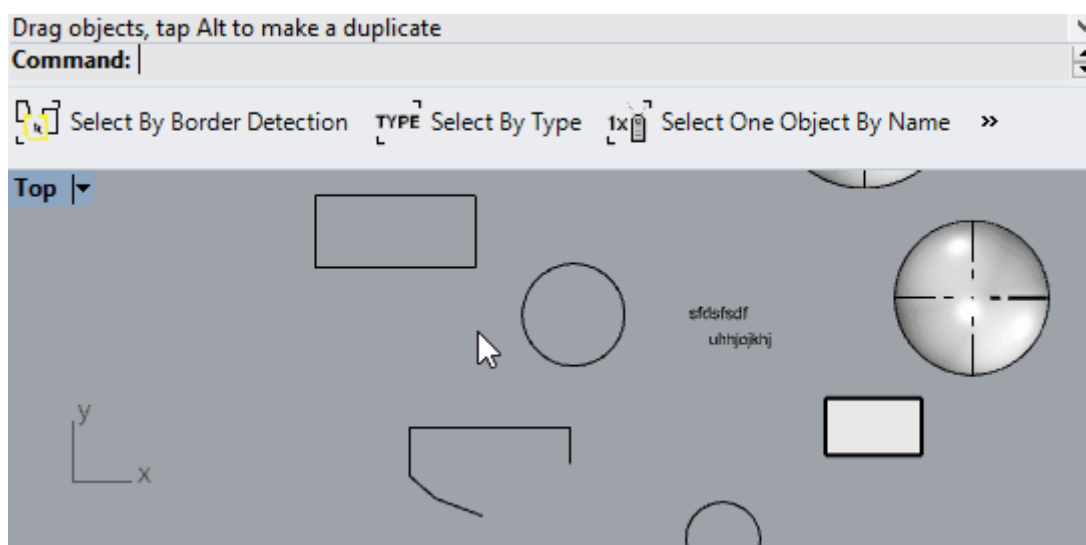 Drag objects, tap Alt to make a duplicate
Command:
Select By Border Detection TYPE Select By Type 1x Select One Object By Name »
Top
sfdsfsdf
y
x